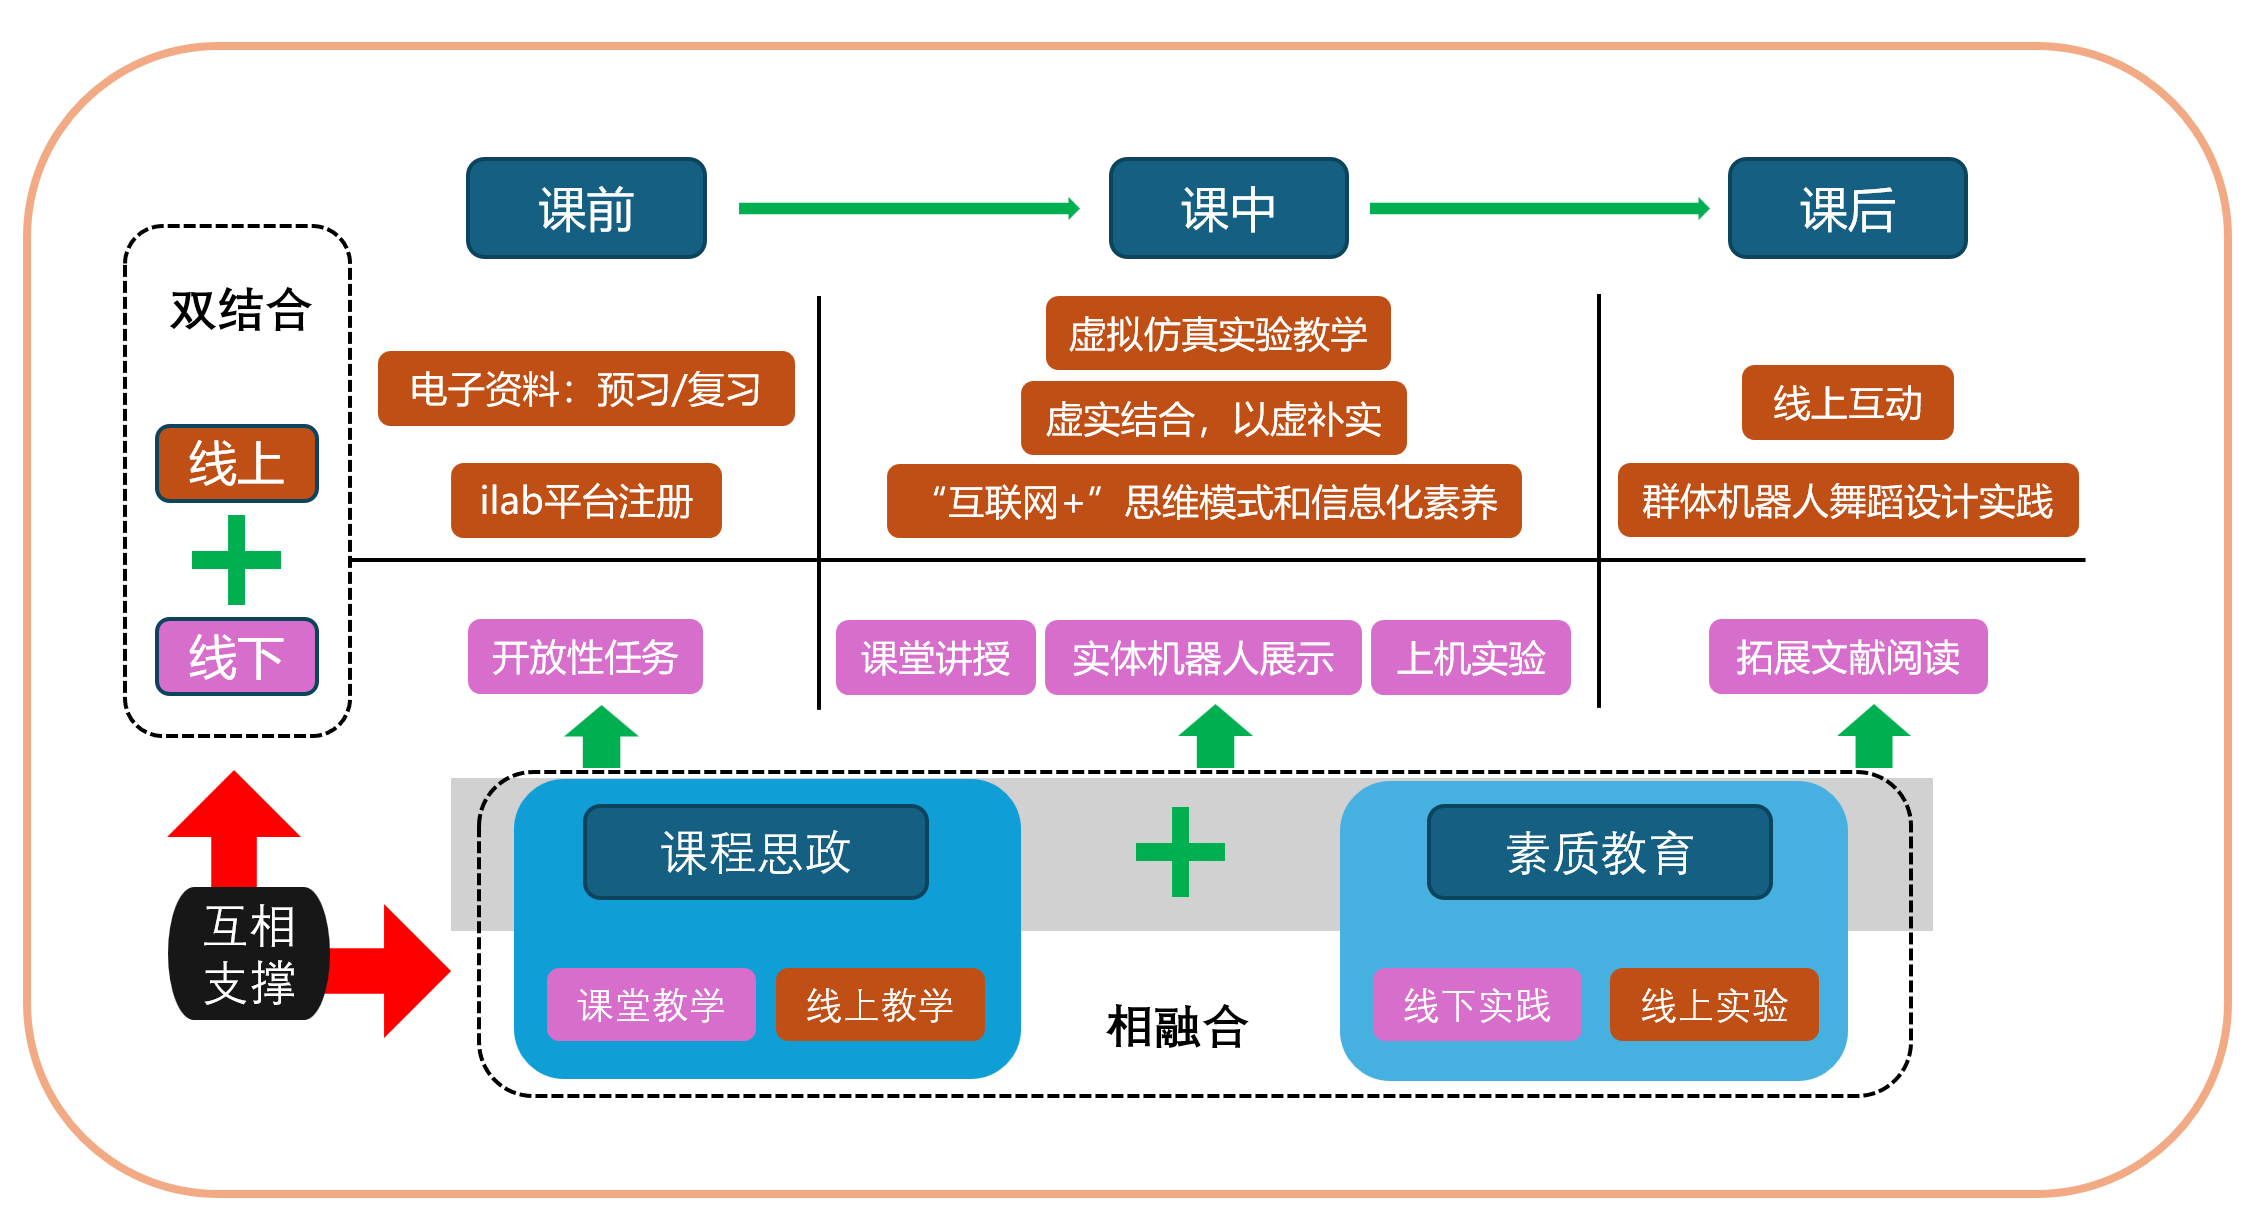 课前
课中
课后
双结合
线上
线下
电子资料：预习/复习
ilab平台注册
虚拟仿真实验教学
虚实结合，以虚补实
“互联网+”思维模式和信息化素养
线上互动
群体机器人舞蹈设计实践
开放性任务
课堂讲授
实体机器人展示
上机实验
拓展文献阅读
互相
支撑
课程思政
课堂教学
线上教学
相融合
素质教育
线下实践
线上实验